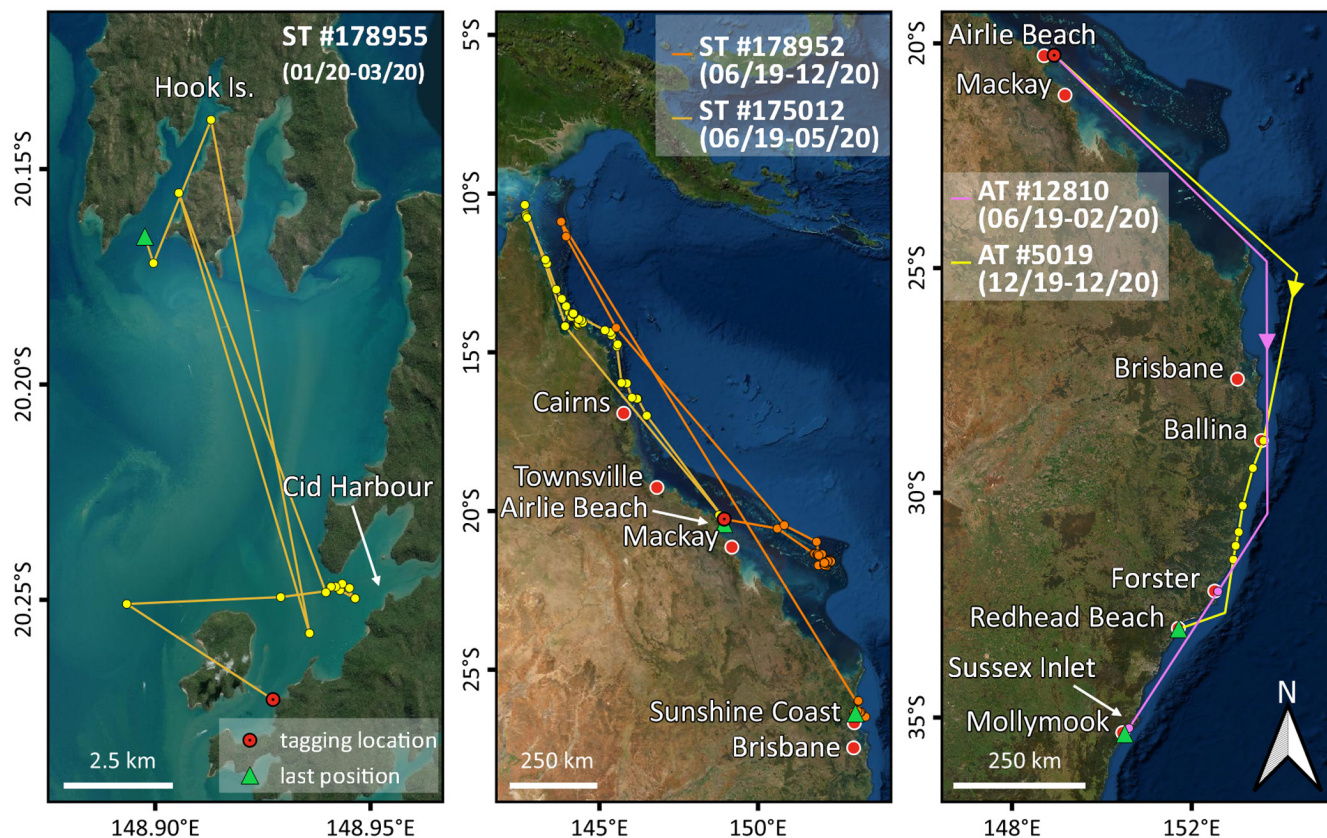 ST #178955
(01/20-03/20)
Hook Is.
Cid Harbour
tagging location
last position
2.5 km
20.15°S
20.20°S
20.25°S
148.90°E
148.95°E
ST #178952
(06/19-12/20)
ST #175012
(06/19-05/20)
Cairns
Townsville
Airlie Beach
Mackay
Sunshine Coast
Brisbane
250 km
5°S
10°S
15°S
20°S
25°S
145°E
150°E
Airlie Beach
Mackay
AT #12810
(06/19-02/20)
AT #5019
(12/19-12/20)
Brisbane
Ballina
Forster
Redhead Beach
Sussex Inlet
Mollymook
N
250 km
20°S
25°S
30°S
35°S
148°E
152°E